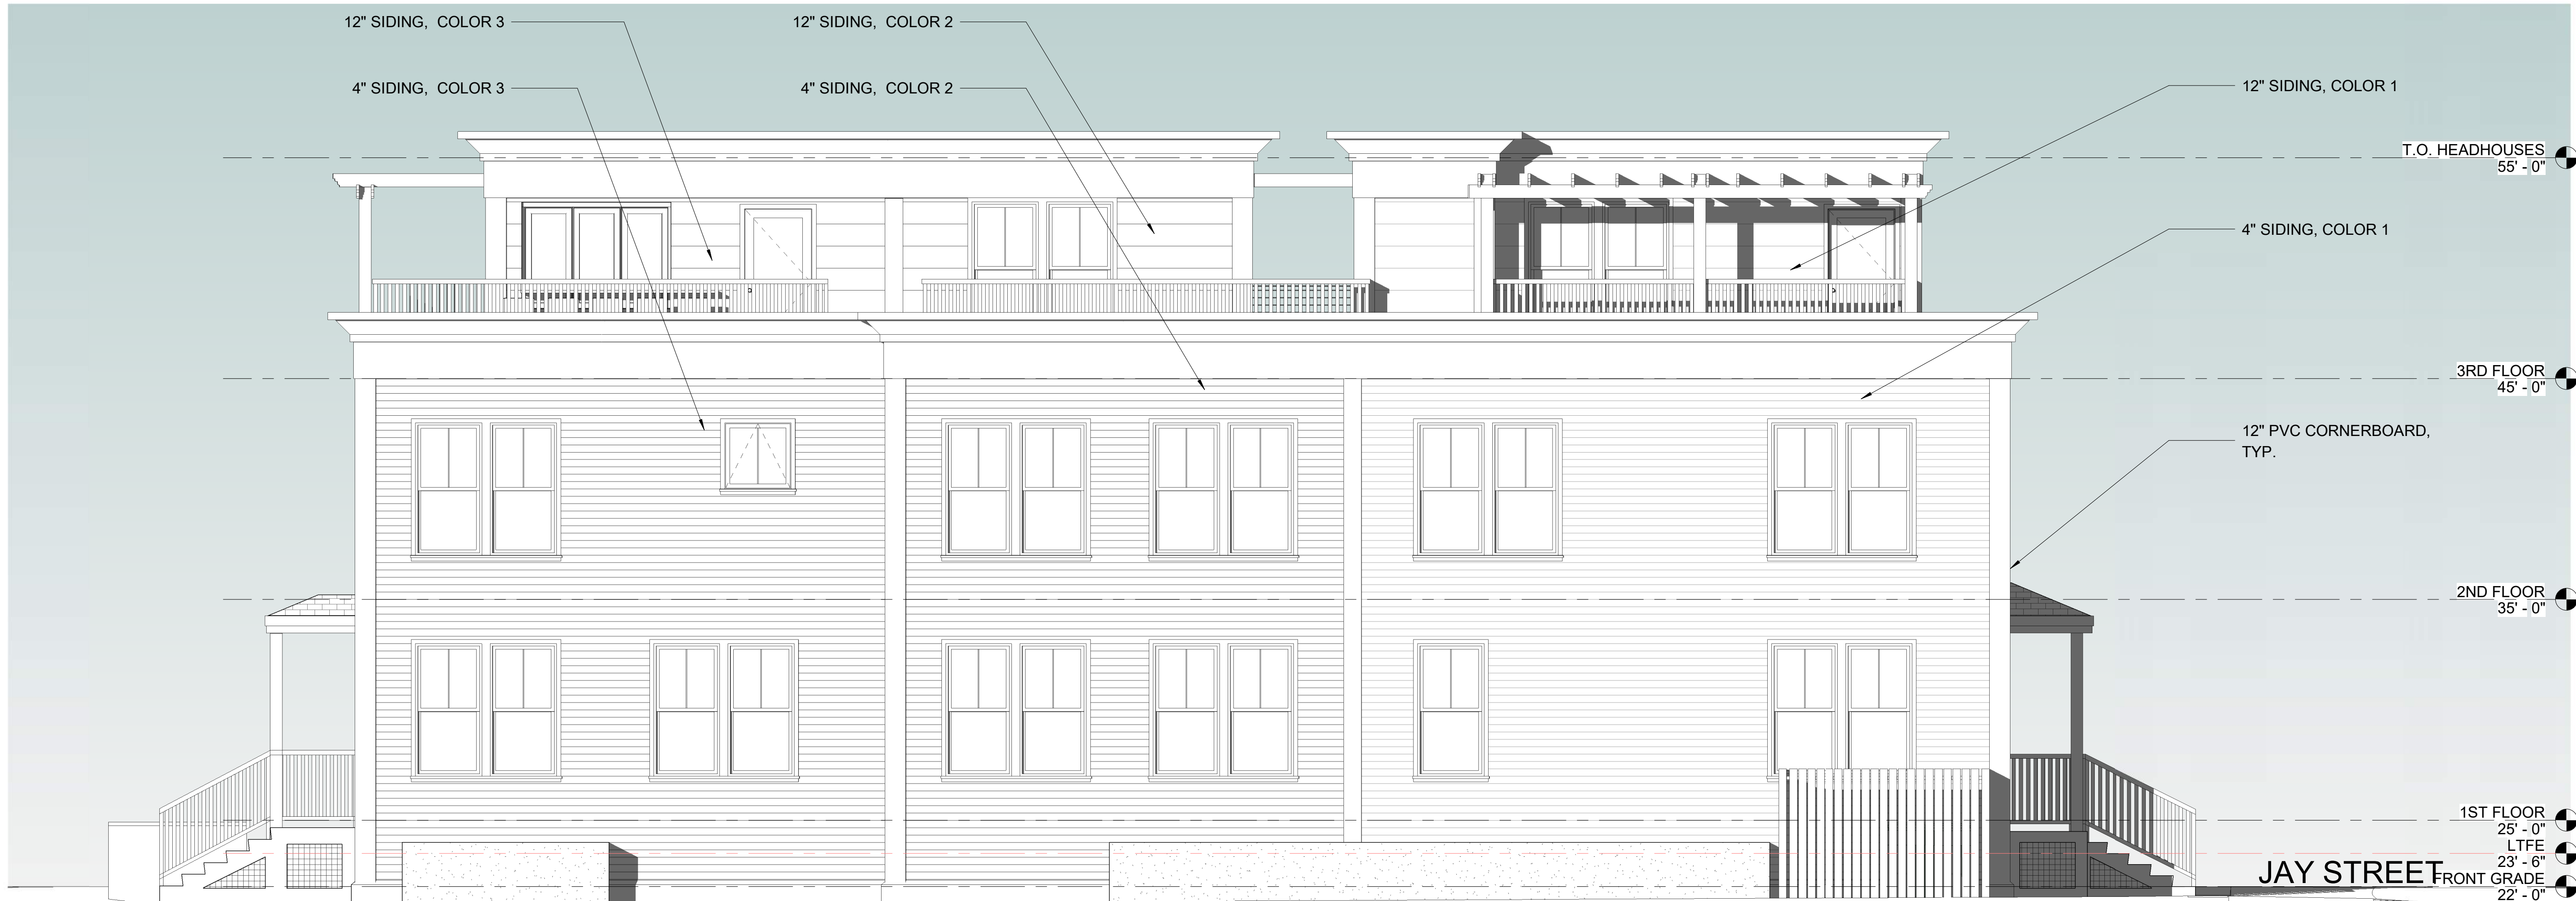 12" SIDING,  COLOR 3
12" SIDING,  COLOR 2
4" SIDING,  COLOR 3
4" SIDING,  COLOR 2
12" SIDING, COLOR 1
T.O. HEADHOUSES
55' - 0"
4" SIDING, COLOR 1
3RD FLOOR
45' - 0"
12" PVC CORNERBOARD,
TYP.
2ND FLOOR
35' - 0"
1ST FLOOR
25' - 0"
LTFE
23' - 6"
JAY STREET
FRONT GRADE
22' - 0"